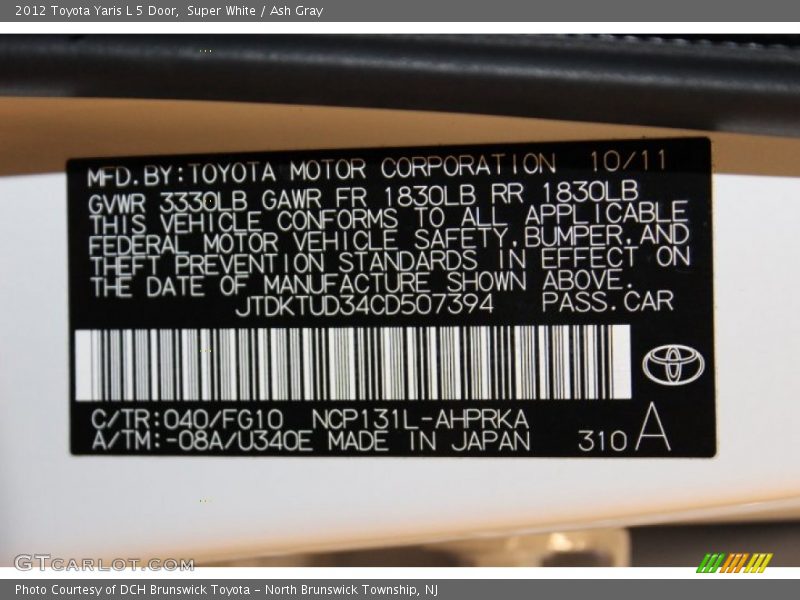 2012 Toyota Yaris L 5 Door, Super White / Ash Gray
MFD.BY:TOYOTA MOTOR CORPORATION 10/11
GVWR 3330LB GAWR FR 1830LB RR 1830LB
THIS VEHICLE CONFORMS TO ALL APPLICABLE
FEDERAL MOTOR VEHICLE SAFETY,BUMPER,AND
THEFT PREVENTION STANDARDS IN EFFECT ON
THE DATE OF MANUFACTURE SHOWN ABOVE.
JTDKTUD34CD507394 PASS.CAR
C/TR:040/FG10 NCP131L-AHPRKA
A/TM:-08A/U340E MADE IN JAPAN 310 A
GTCARLOT.COM
Photo Courtesy of DCH Brunswick Toyota - North Brunswick Township, NJ